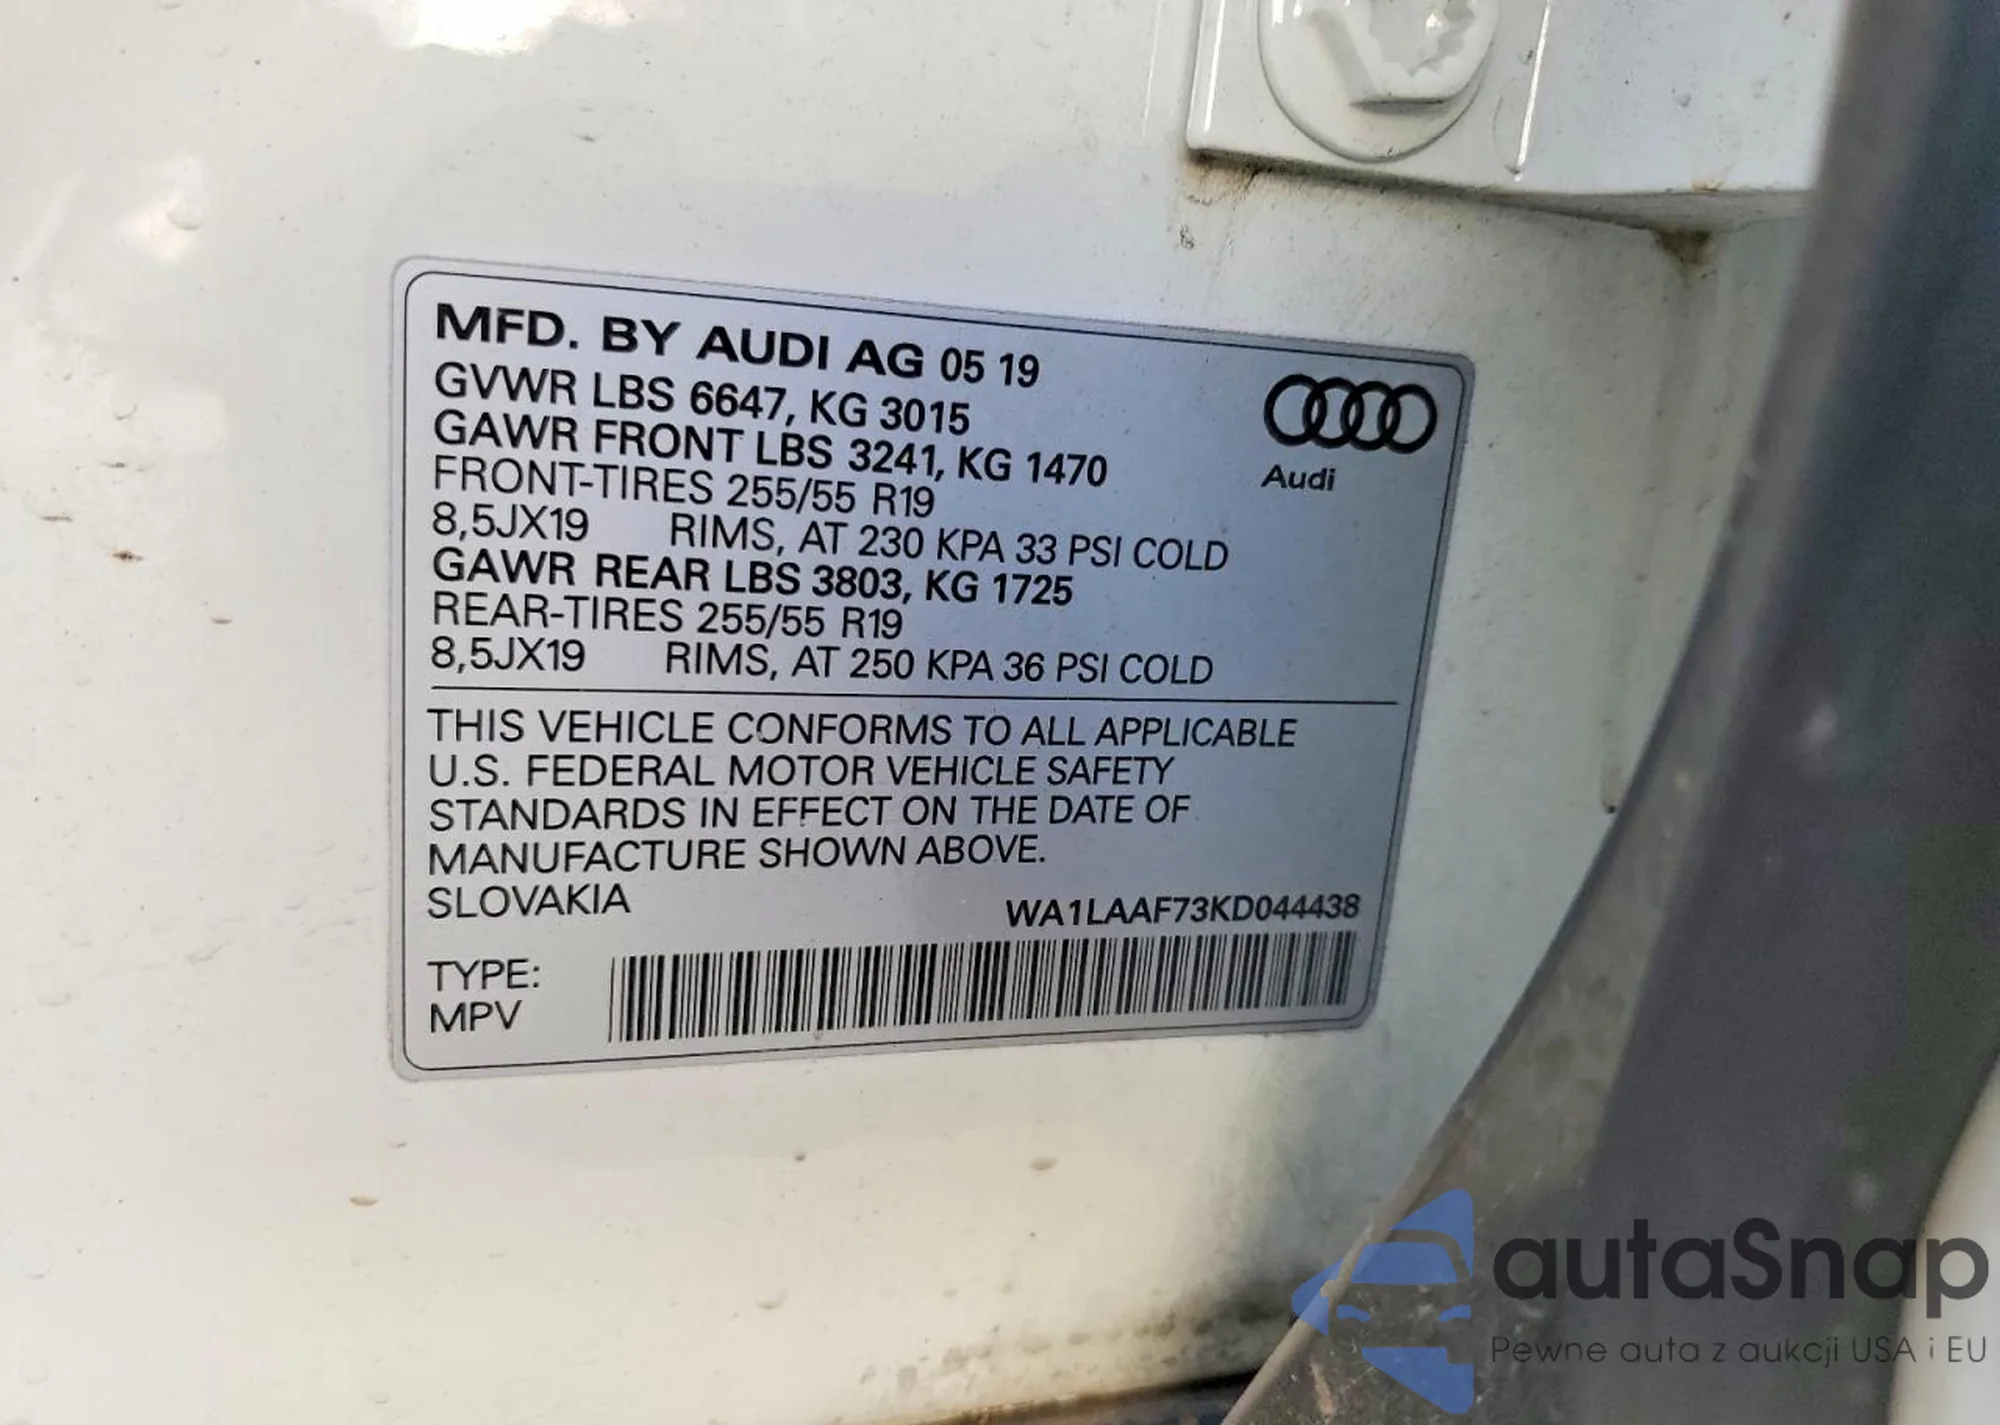 MFD. BY AUDI AG 05 19
GVWR LBS 6647, KG 3015
GAWR FRONT LBS 3241, KG 1470
FRONT-TIRES 255/55 R19
8,5JX19 RIMS, AT 230 KPA 33 PSI COLD
GAWR REAR LBS 3803, KG 1725
REAR-TIRES 255/55 R19
8,5JX19 RIMS, AT 250 KPA 36 PSI COLD
Audi
THIS VEHICLE CONFORMS TO ALL APPLICABLE
U.S. FEDERAL MOTOR VEHICLE SAFETY
STANDARDS IN EFFECT ON THE DATE OF
MANUFACTURE SHOWN ABOVE.
SLOVAKIA WA1LAAF73KD044438
TYPE:
MPV
autaSnap
Pewne auta z aukcji USA i EU